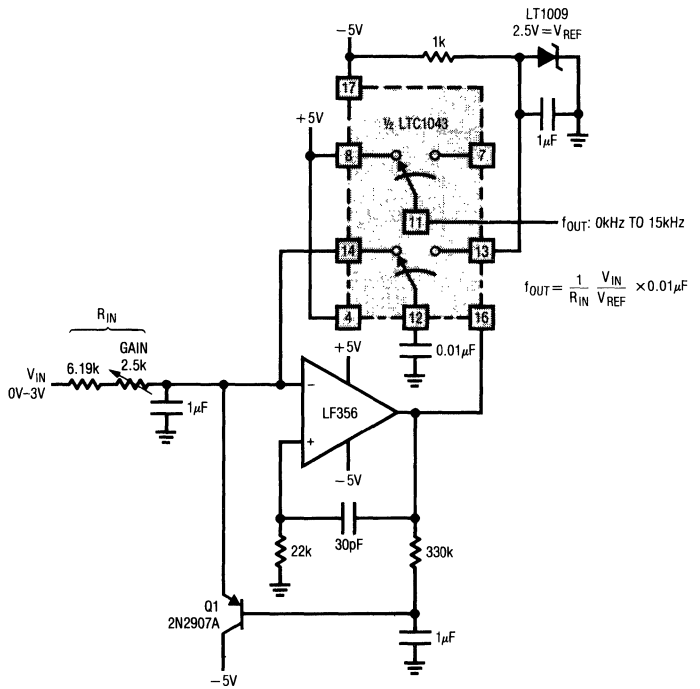 LT1009
2.5V=VREF
−5V
1k
17
+5V
½ LTC1043
1μF
8
7
11
fOUT: 0kHz TO 15kHz
14
13
fOUT = 1/RIN VIN/VREF ×0.01μF
4
12
16
RIN
GAIN
6.19k
2.5k
+5V
0.01μF
VIN
0V–3V
1μF
−
LF356
+
−5V
30pF
22k
330k
Q1
2N2907A
1μF
−5V